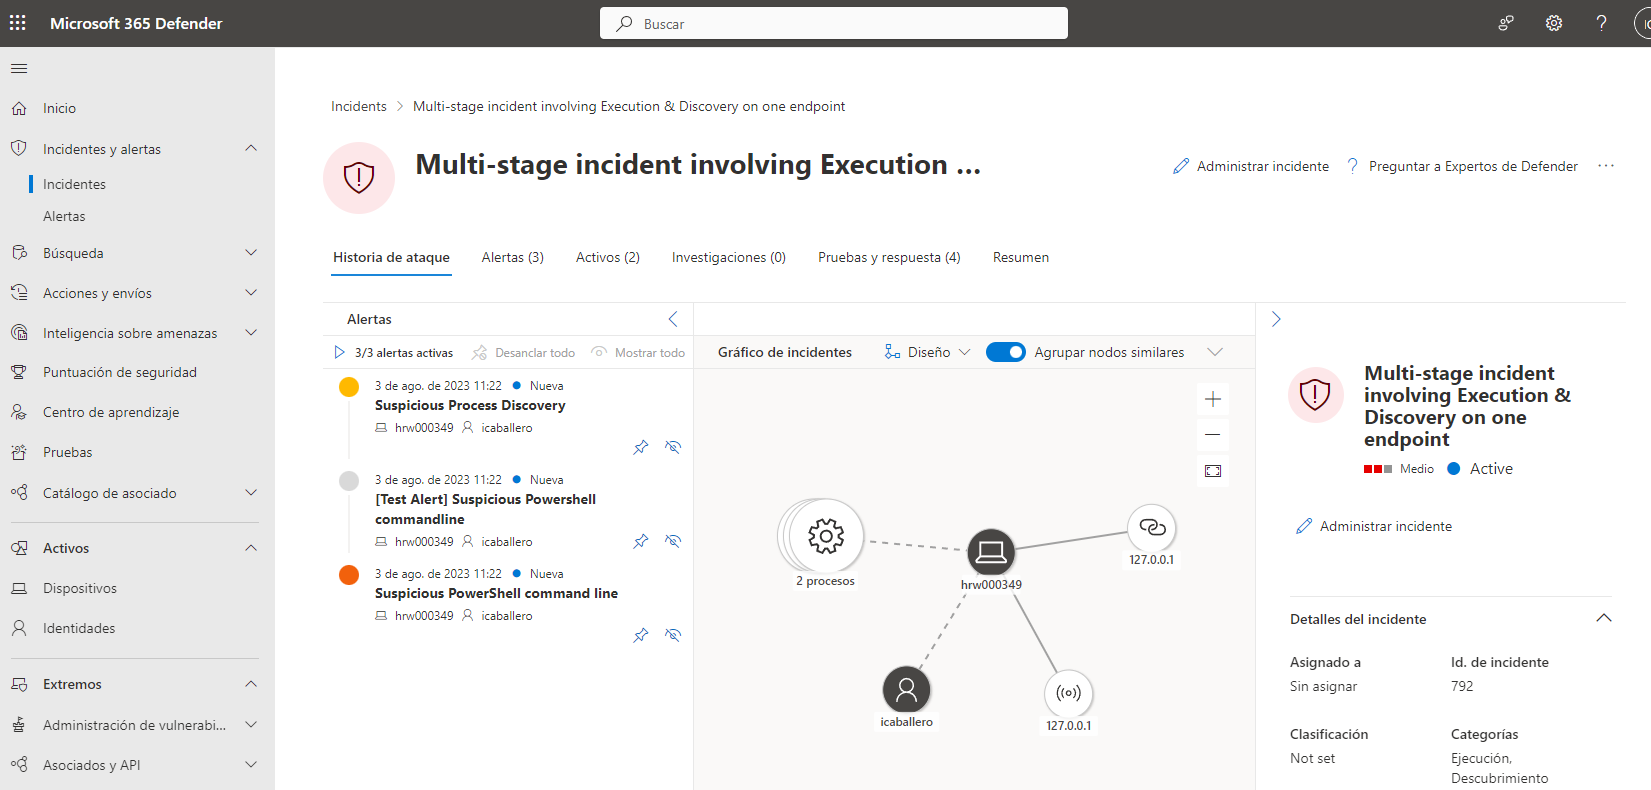 Microsoft 365 Defender
Buscar
Inicio
Incidentes y alertas
Incidentes
Alertas
Búsqueda
Acciones y envíos
Inteligencia sobre amenazas
Puntuación de seguridad
Centro de aprendizaje
Pruebas
Catálogo de asociado
Activos
Dispositivos
Identidades
Extremos
Administración de vulnerabi...
Asociados y API
Incidents > Multi-stage incident involving Execution & Discovery on one endpoint
Multi-stage incident involving Execution ...
Administrar incidente
Preguntar a Expertos de Defender
Historia de ataque
Alertas (3)
Activos (2)
Investigaciones (0)
Pruebas y respuesta (4)
Resumen
Alertas
3/3 alertas activas
Desanclar todo
Mostrar todo
3 de ago. de 2023 11:22 ● Nueva
Suspicious Process Discovery
hrw000349 icaballero
3 de ago. de 2023 11:22 ● Nueva
[Test Alert] Suspicious Powershell
commandline
hrw000349 icaballero
3 de ago. de 2023 11:22 ● Nueva
Suspicious PowerShell command line
hrw000349 icaballero
Gráfico de incidentes
Diseño
Agrupar nodos similares
2 procesos
hrw000349
127.0.0.1
icaballero
127.0.0.1
Multi-stage incident
involving Execution &
Discovery on one
endpoint
Medio
Active
Administrar incidente
Detalles del incidente
Asignado a
Sin asignar
Id. de incidente
792
Clasificación
Not set
Categorías
Ejecución,
Descubrimiento